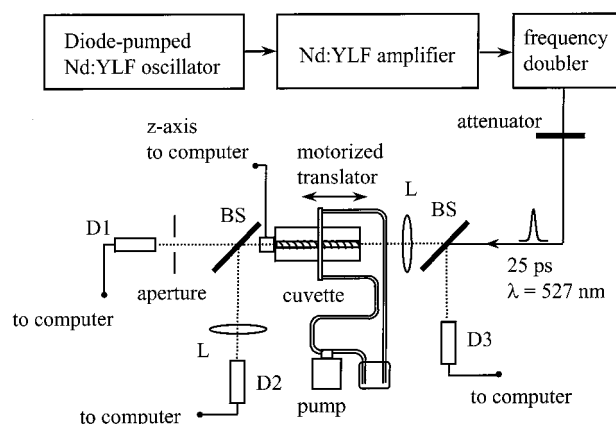 Diode-pumped
Nd:YLF oscillator
Nd:YLF amplifier
frequency
doubler
attenuator
z-axis
to computer
motorized
translator
L
BS
BS
D1
aperture
cuvette
25 ps
λ = 527 nm
to computer
L
D2
D3
pump
to computer
to computer